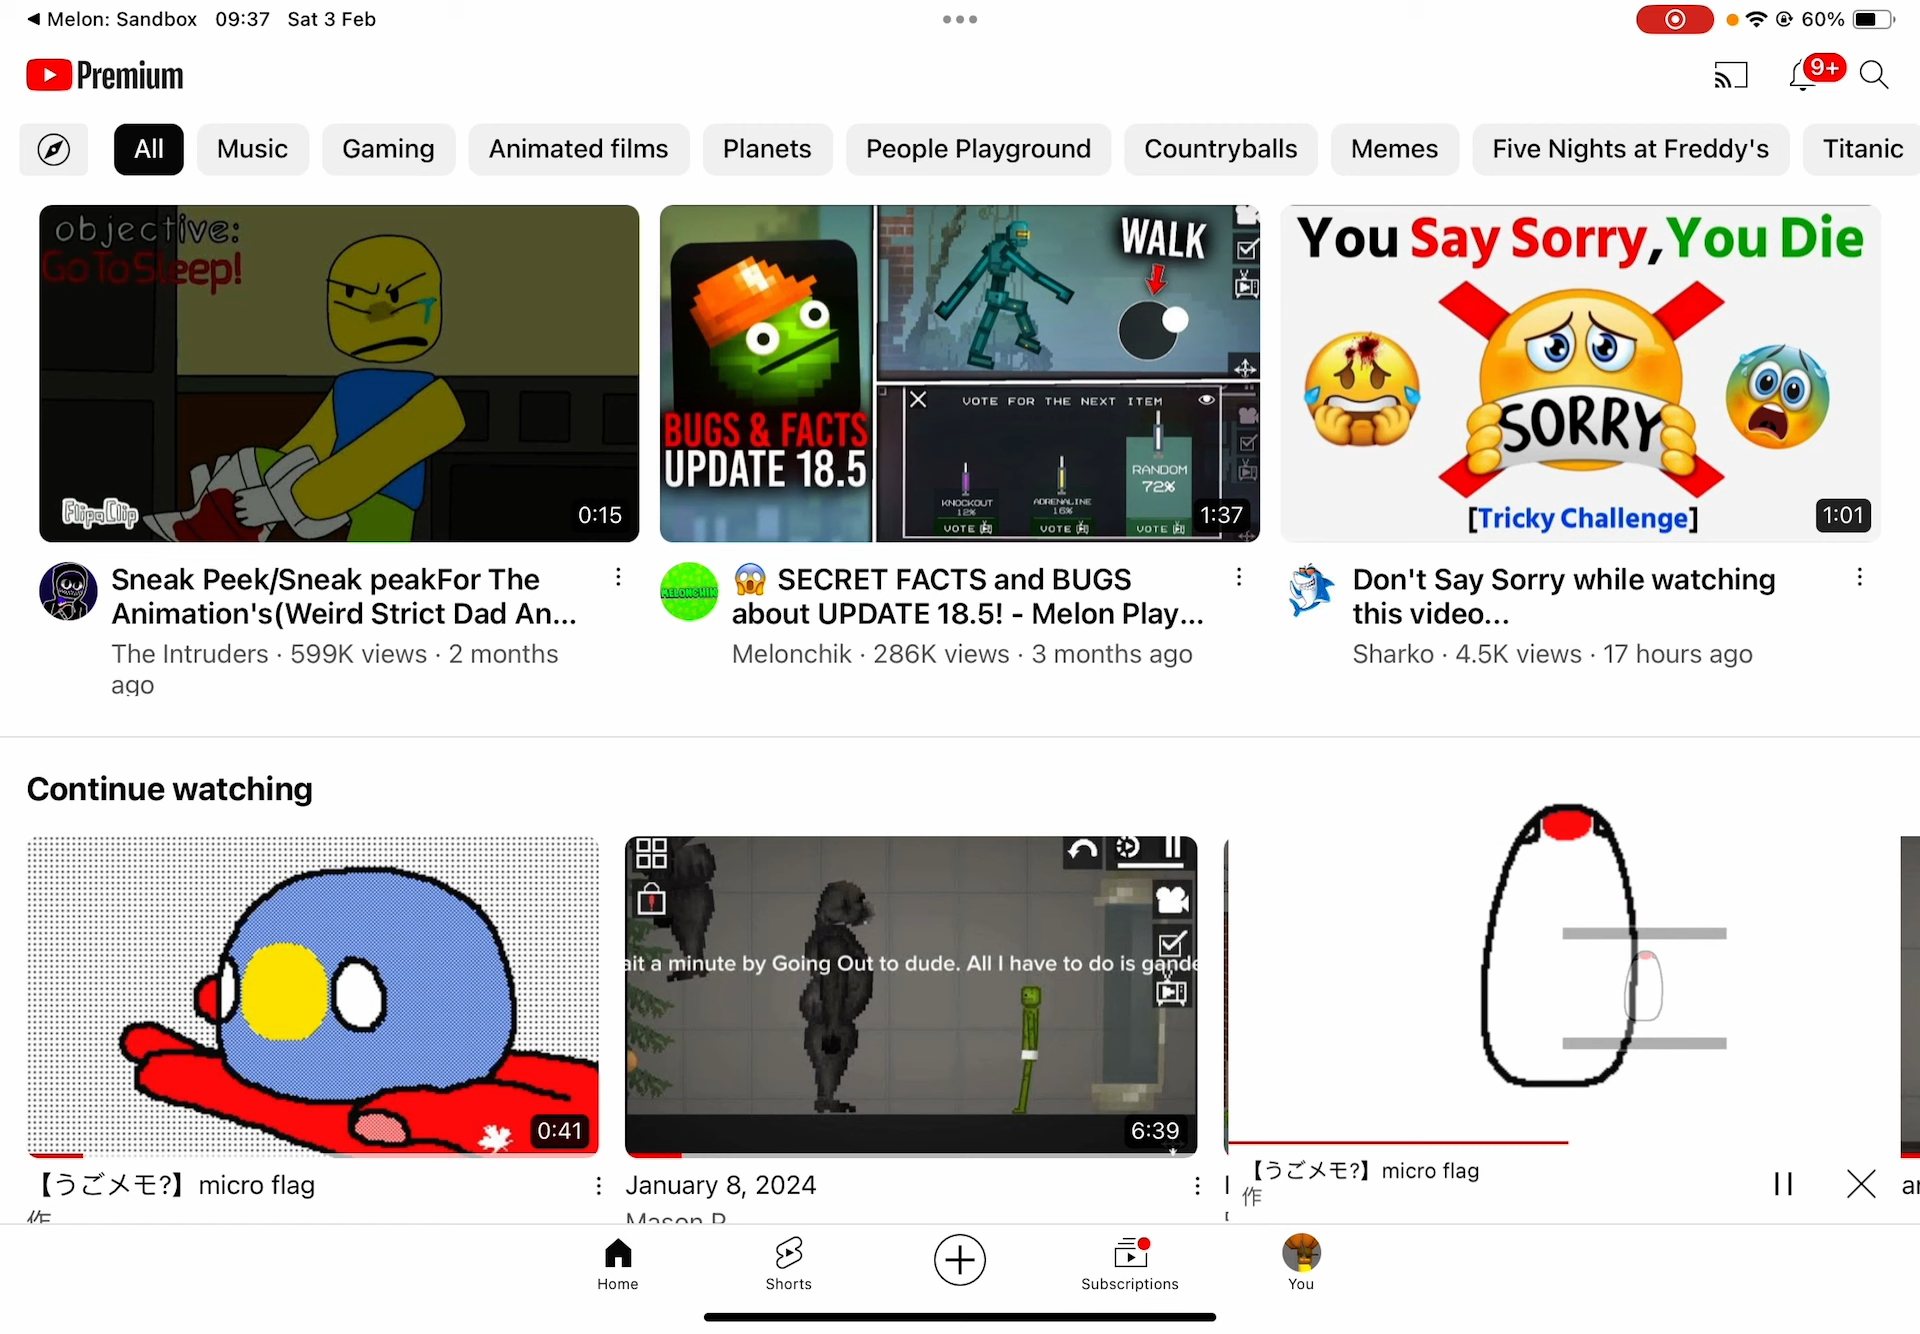 Melon: Sandbox 09:37 Sat 3 Feb
60%
Premium
9+
All Music Gaming Animated films Planets People Playground Countryballs Memes Five Nights at Freddy's Titanic
objective:
GoToSleep!
FlipaClip
0:15
BUGS & FACTS
UPDATE 18.5
WALK
VOTE FOR THE NEXT ITEM
KNOCKOUT
12%
VOTE
ADRENALINE
16%
VOTE
RANDOM
72%
VOTE
1:37
You Say Sorry, You Die
SORRY
[Tricky Challenge]
1:01
Sneak Peek/Sneak peakFor The
Animation's(Weird Strict Dad An...
The Intruders · 599K views · 2 months
ago
MELONCHIK
😱 SECRET FACTS and BUGS
about UPDATE 18.5! - Melon Play...
Melonchik · 286K views · 3 months ago
Don't Say Sorry while watching
this video...
Sharko · 4.5K views · 17 hours ago
Continue watching
0:41
【うごメモ?】micro flag
作
ait a minute by Going Out to dude. All I have to do is gande
6:39
January 8, 2024
Mason P
【うごメモ?】micro flag
作
Home
Shorts
Subscriptions
You